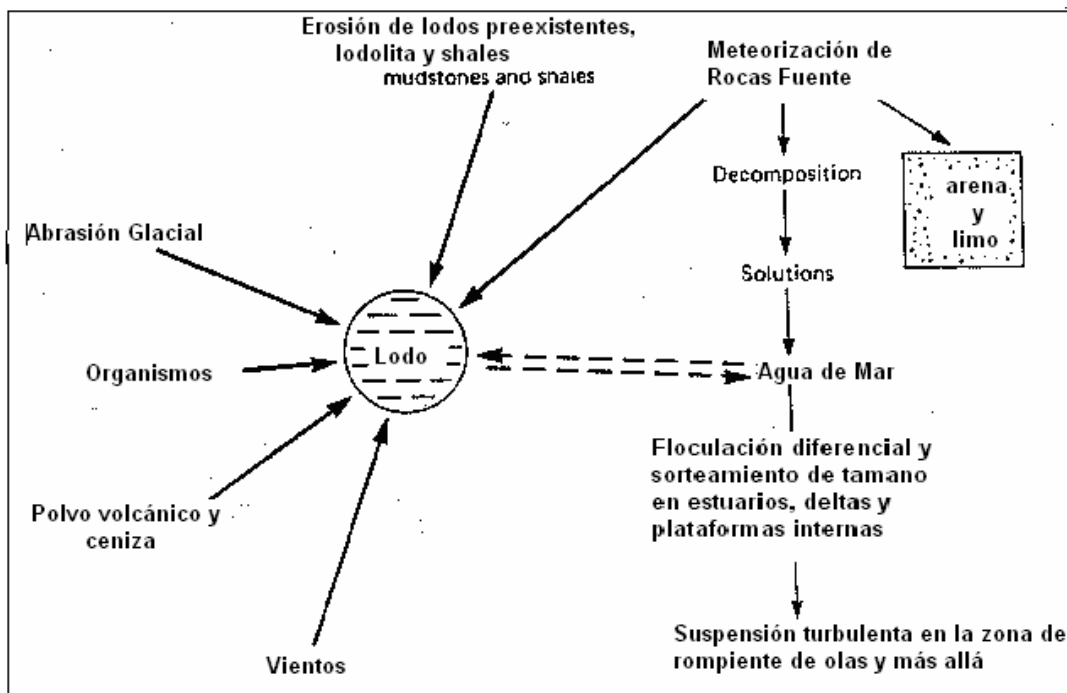 Erosión de lodos preexistentes,
lodolita y shales
mudstones and shales
Meteorización de
Rocas Fuente
Decomposition
arena
y
limo
Solutions
Abrasión Glacial
Lodo
Organismos
Agua de Mar
Floculación diferencial y
sorteamiento de tamano
en estuarios, deltas y
plataformas internas
Polvo volcánico y
ceniza
Suspensión turbulenta en la zona de
rompiente de olas y más allá
Vientos